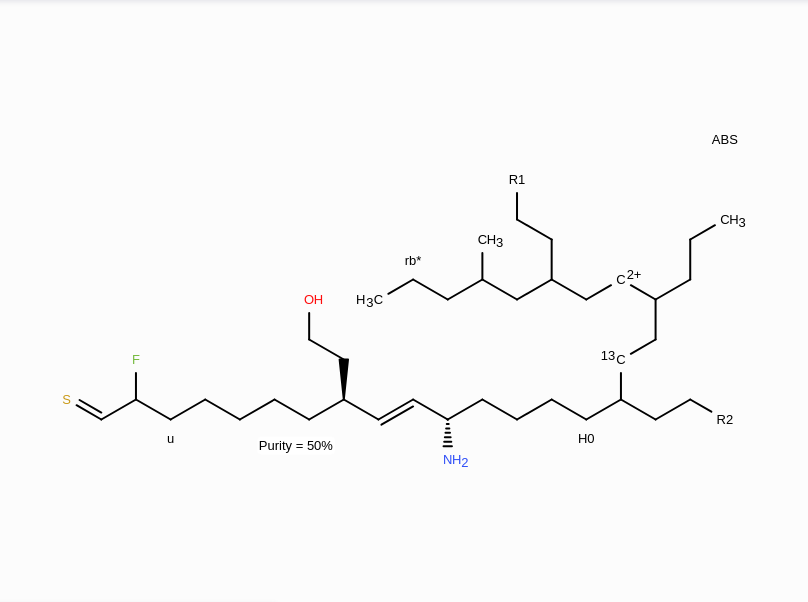 ABS
R1
CH3
CH3
rb*
C2+
OH
H3C
F
13C
S
R2
u
H0
Purity = 50%
NH2